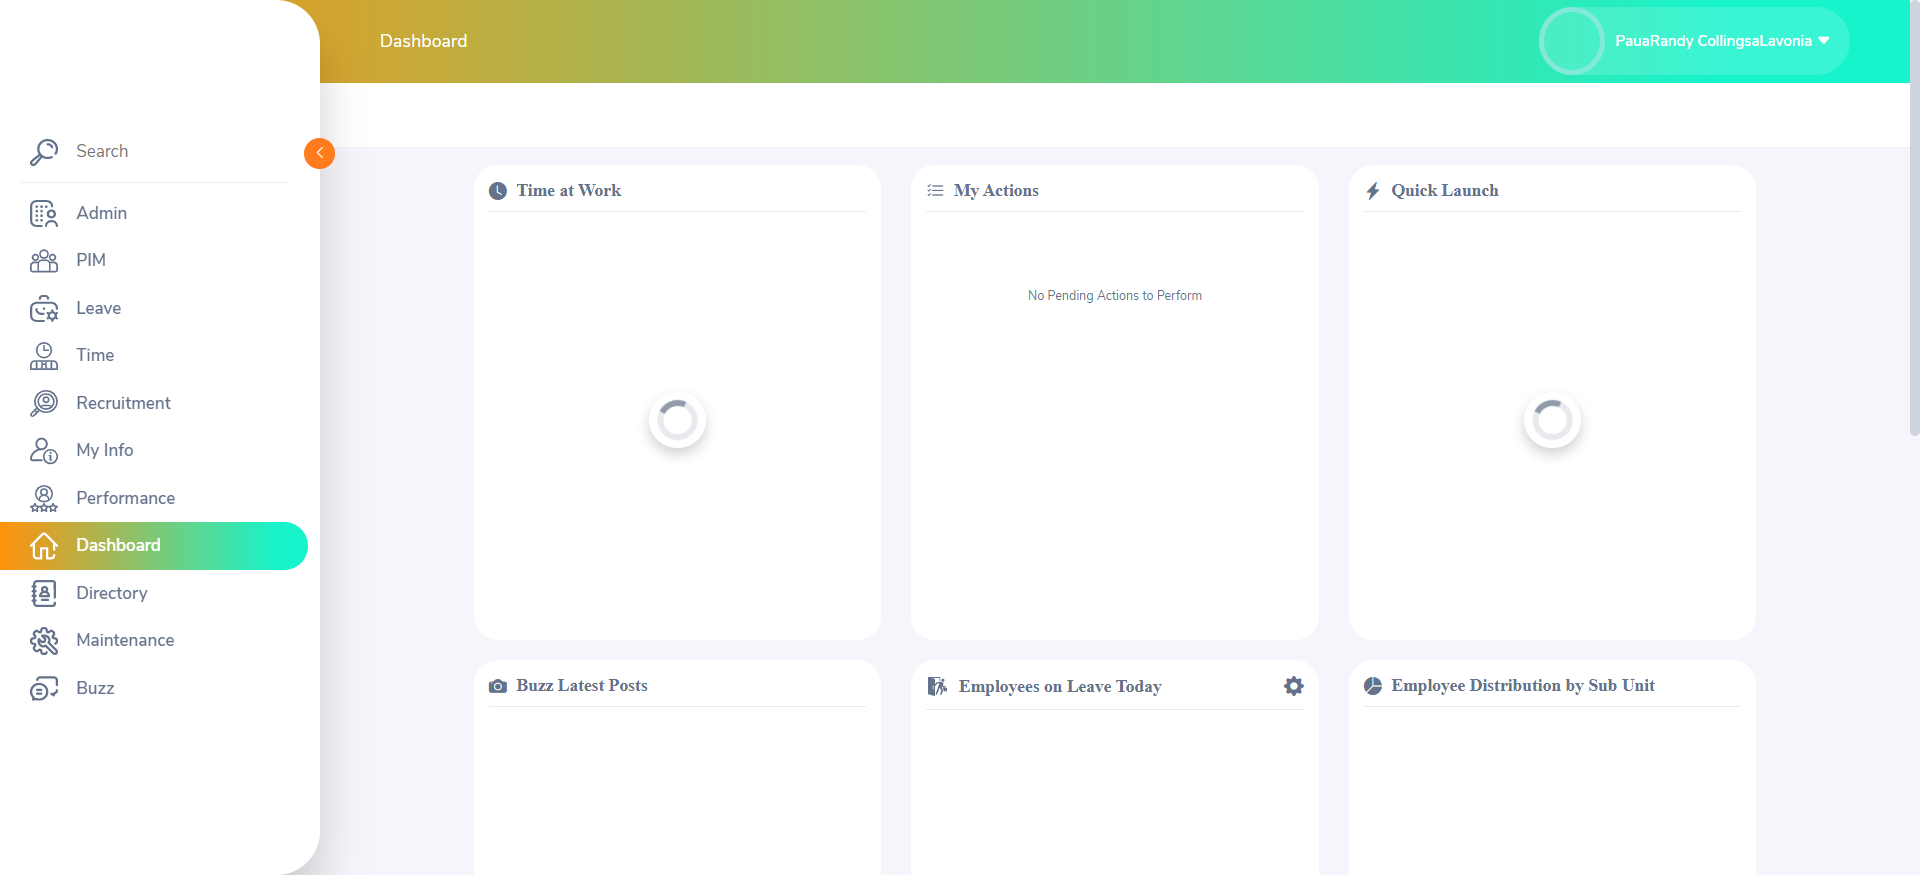 Dashboard
PauaRandy CollingsaLavonia
Search
Admin
PIM
Leave
Time
Recruitment
My Info
Performance
Dashboard
Directory
Maintenance
Buzz
Time at Work
My Actions
No Pending Actions to Perform
Quick Launch
Buzz Latest Posts
Employees on Leave Today
Employee Distribution by Sub Unit